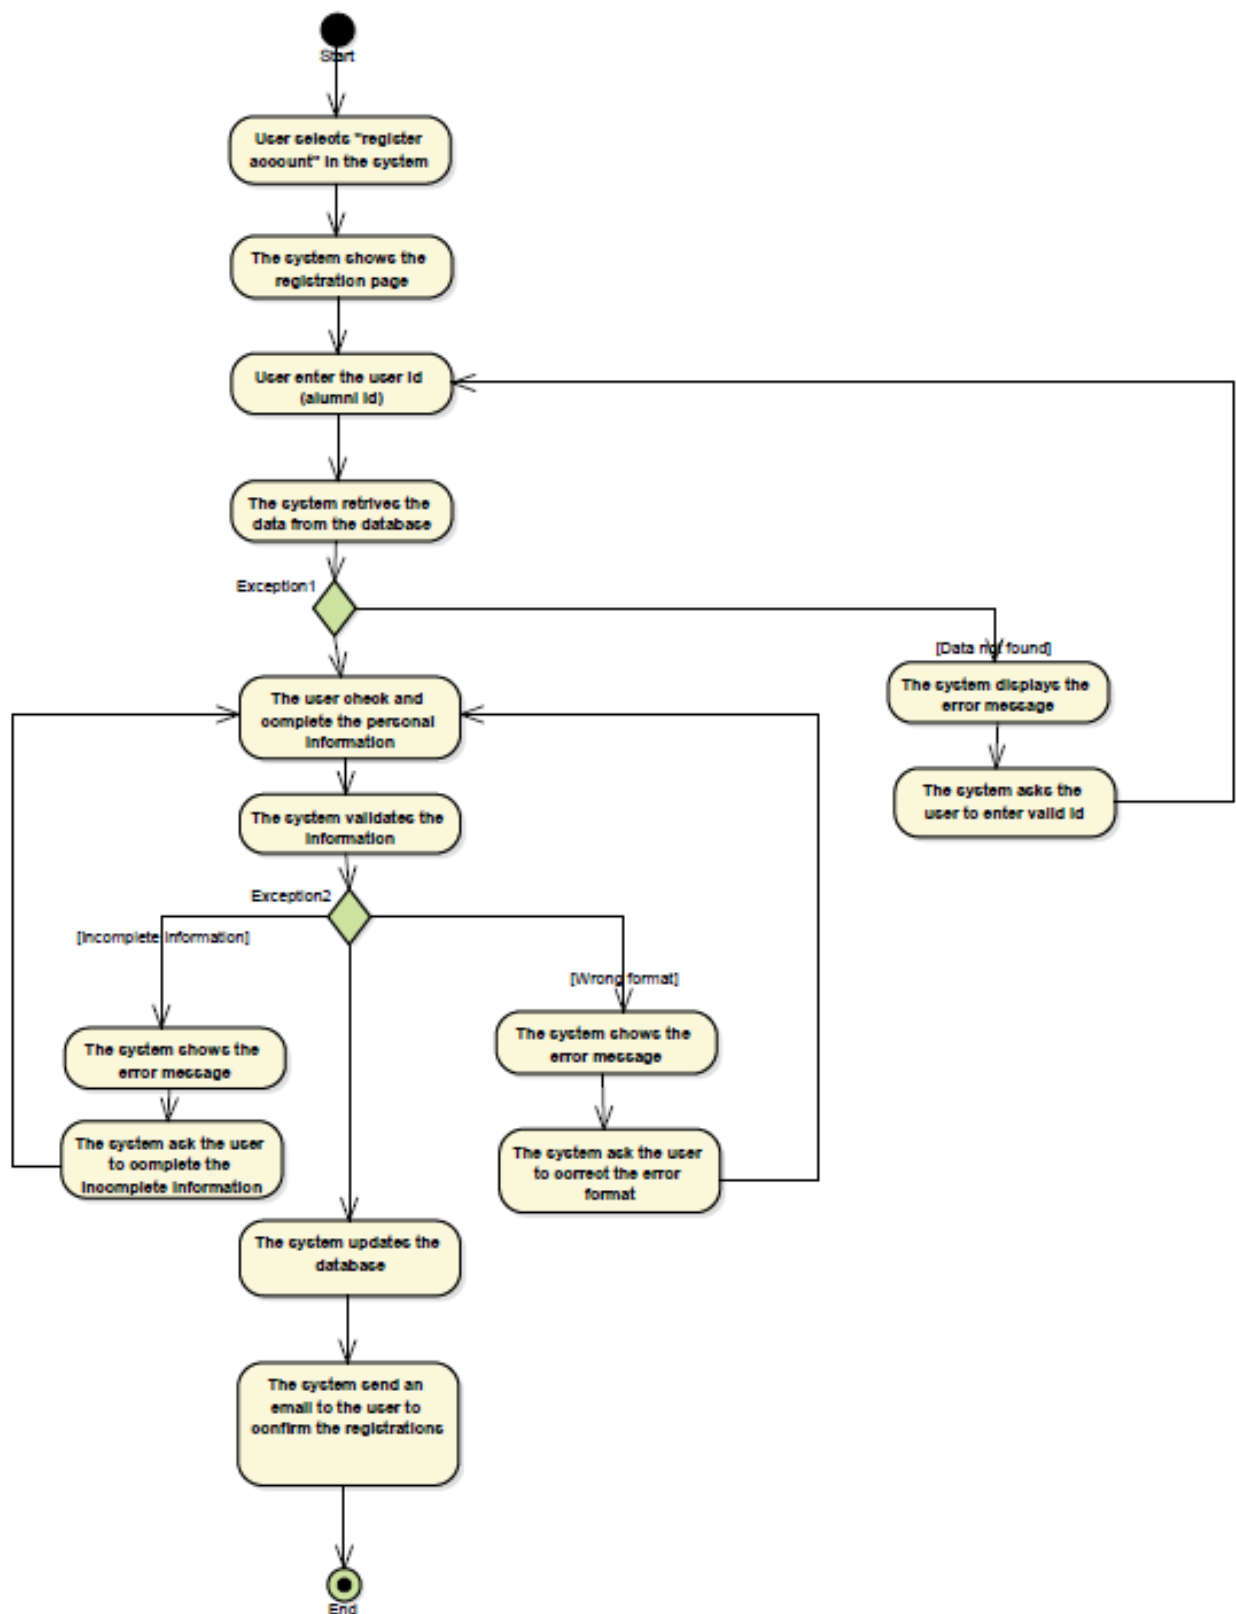 Start
User selects "register
account" in the system
The system shows the
registration page
User enter the user id
(alumni id)
The system retrives the
data from the database
Exception1
[Data not found]
The system displays the
error message
The system asks the
user to enter valid id
The user check and
complete the personal
information
The system validates the
information
Exception2
[Incomplete information]
[Wrong format]
The system shows the
error message
The system ask the user
to complete the
incomplete information
The system shows the
error message
The system ask the user
to correct the error
format
The system updates the
database
The system send an
email to the user to
confirm the registrations
End